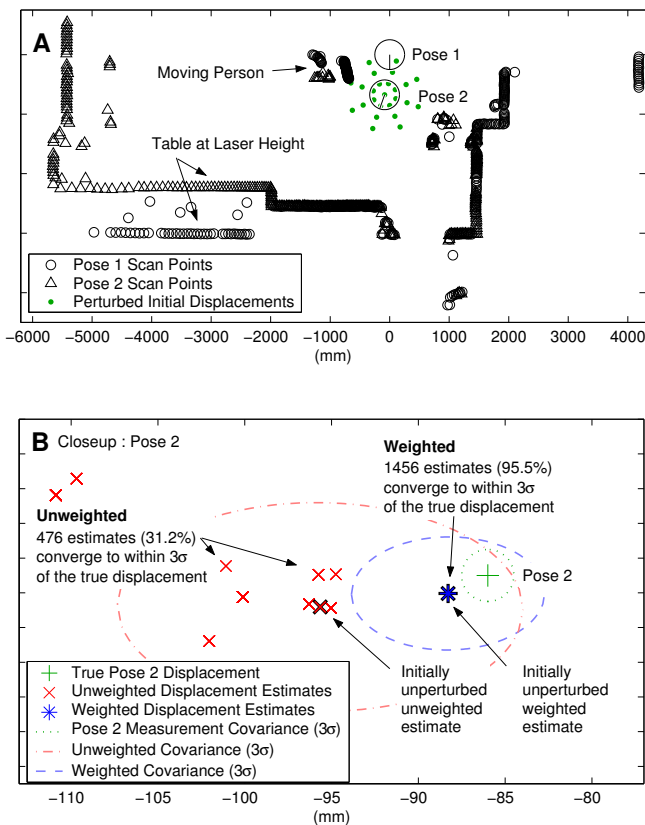 A
Pose 1
Moving Person
Pose 2
Table at Laser Height
Pose 1 Scan Points
Pose 2 Scan Points
Perturbed Initial Displacements
−6000 −5000 −4000 −3000 −2000 −1000 0 1000 2000 3000 4000
(mm)
B Closeup : Pose 2
Weighted
1456 estimates (95.5%)
converge to within 3σ
of the true displacement
Unweighted
476 estimates (31.2%)
converge to within 3σ
of the true displacement
Pose 2
Initially
unperturbed
unweighted
estimate
Initially
unperturbed
weighted
estimate
True Pose 2 Displacement
Unweighted Displacement Estimates
Weighted Displacement Estimates
Pose 2 Measurement Covariance (3σ)
Unweighted Covariance (3σ)
Weighted Covariance (3σ)
−110 −105 −100 −95 −90 −85 −80
(mm)